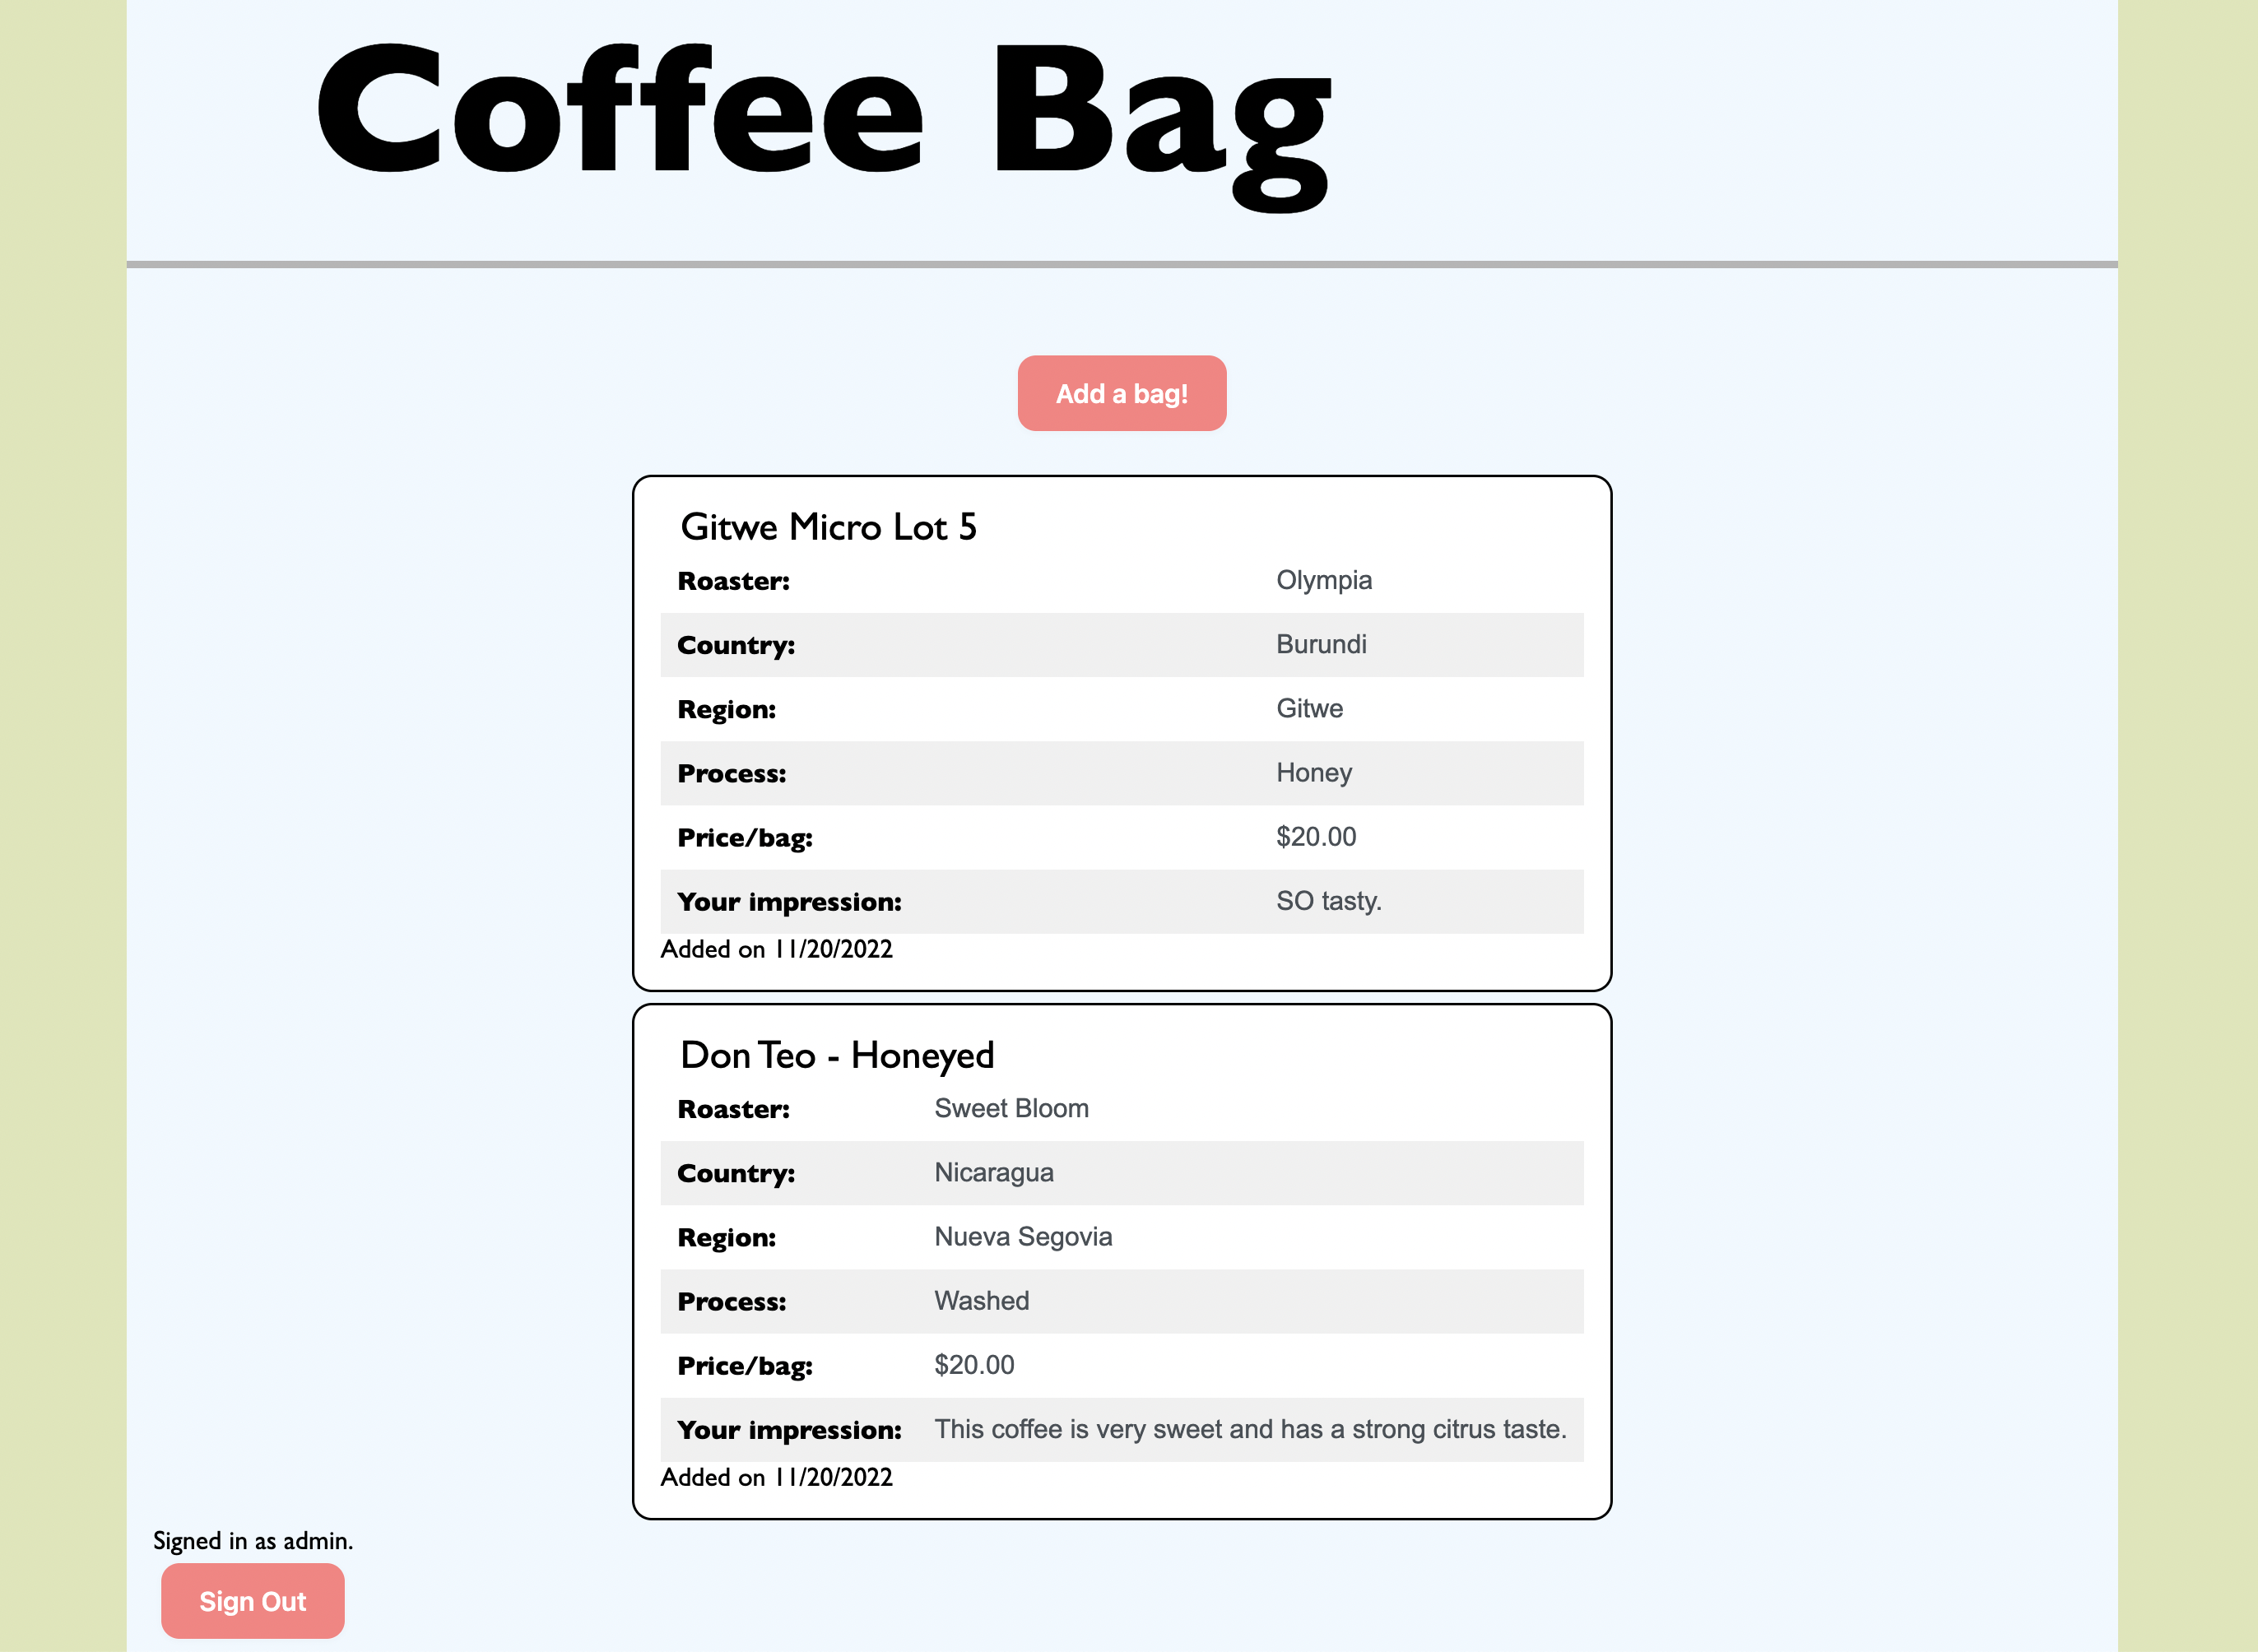 Coffee Bag
Add a bag!
Gitwe Micro Lot 5
Roaster: Olympia
Country: Burundi
Region: Gitwe
Process: Honey
Price/bag: $20.00
Your impression: SO tasty.
Added on 11/20/2022
Don Teo - Honeyed
Roaster: Sweet Bloom
Country: Nicaragua
Region: Nueva Segovia
Process: Washed
Price/bag: $20.00
Your impression: This coffee is very sweet and has a strong citrus taste.
Added on 11/20/2022
Signed in as admin.
Sign Out